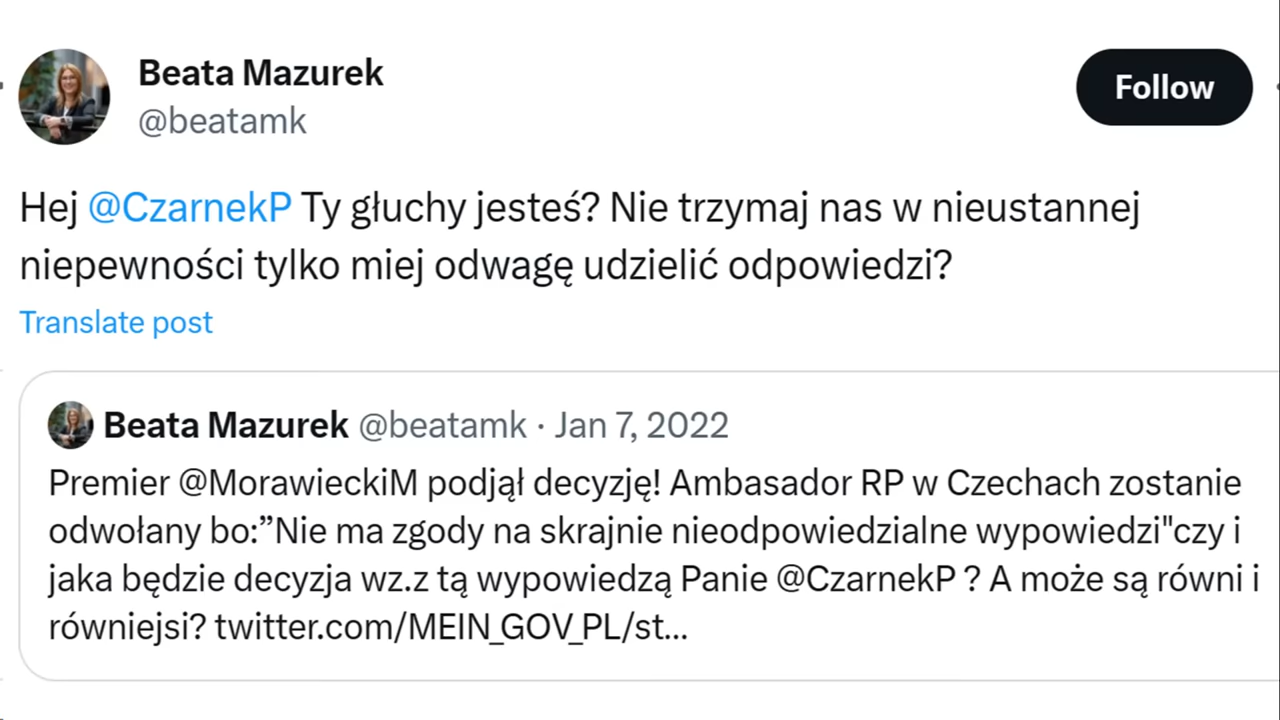 Beata Mazurek
@beatamk
Follow
Hej @CzarnekP Ty głuchy jesteś? Nie trzymaj nas w nieustannej
niepewności tylko miej odwagę udzielić odpowiedzi?
Translate post
Beata Mazurek @beatamk · Jan 7, 2022
Premier @MorawieckiM podjął decyzję! Ambasador RP w Czechach zostanie
odwołany bo:”Nie ma zgody na skrajnie nieodpowiedzialne wypowiedzi"czy i
jaka będzie decyzja wz.z tą wypowiedzą Panie @CzarnekP ? A może są równi i
równiejsi? twitter.com/MEIN_GOV_PL/st...